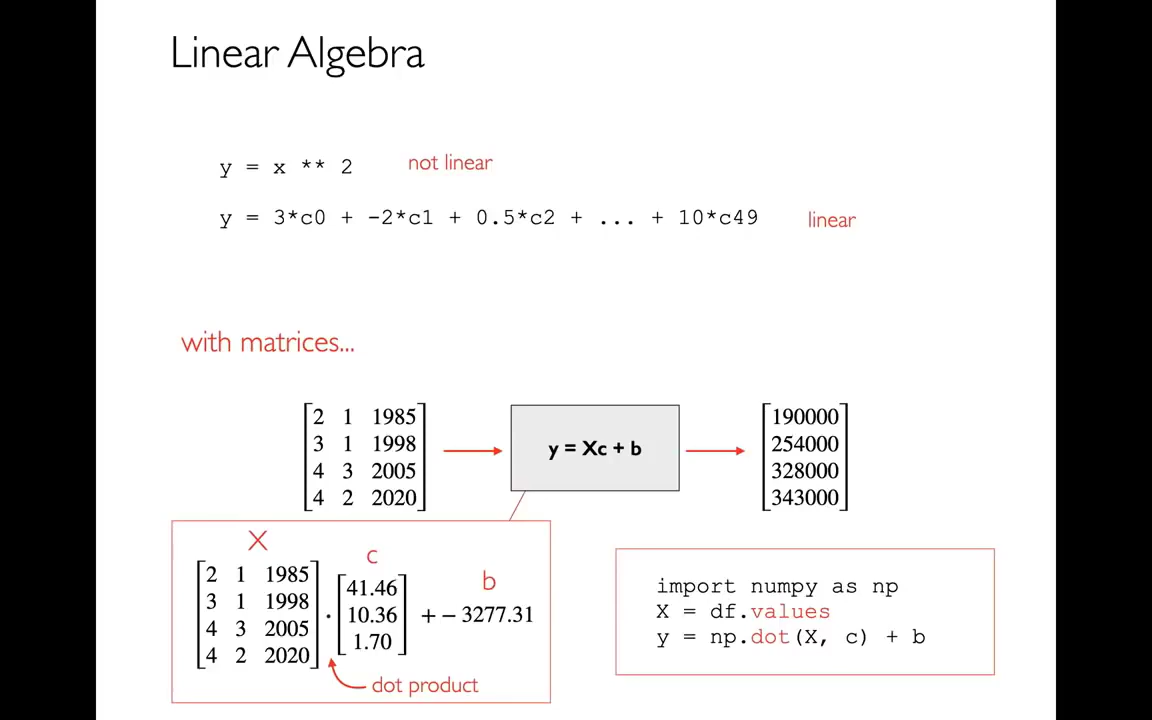 Linear Algebra
y = x ** 2 not linear
y = 3*c0 + -2*c1 + 0.5*c2 + ... + 10*c49 linear
with matrices...
2 1 1985
3 1 1998
4 3 2005
4 2 2020
y = Xc + b
190000
254000
328000
343000
X
2 1 1985
3 1 1998
4 3 2005
4 2 2020
·
c
41.46
10.36
1.70
b
+ − 3277.31
dot product
import numpy as np
X = df.values
y = np.dot(X, c) + b